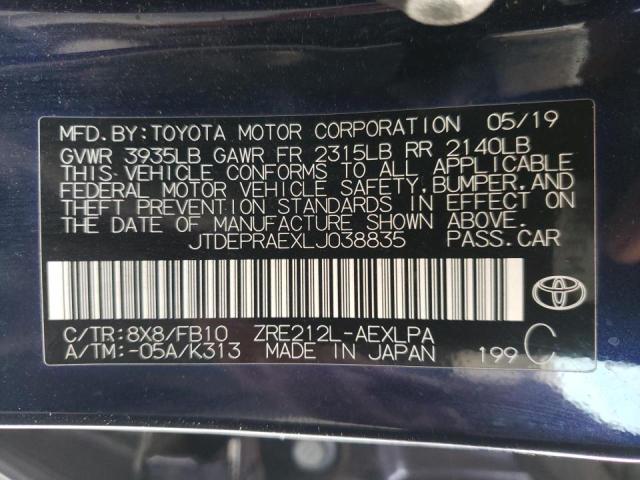 MFD.BY:TOYOTA MOTOR CORPORATION 05/19
GVWR 3935LB GAWR FR 2315LB RR 2140LB
THIS VEHICLE CONFORMS TO ALL APPLICABLE
FEDERAL MOTOR VEHICLE SAFETY,BUMPER,AND
THEFT PREVENTION STANDARDS IN EFFECT ON
THE DATE OF MANUFACTURE SHOWN ABOVE.
JTDEPRAEXLJ038835 PASS.CAR
C/TR:8X8/FB10 ZRE212L-AEXLPA
A/TM:-05A/K313 MADE IN JAPAN 199 C